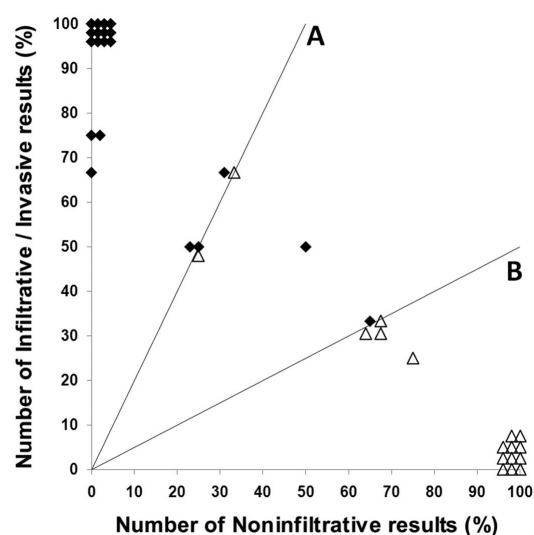 Number of Infiltrative / Invasive results (%)
100
90
80
70
60
50
40
30
20
10
0
A
B
0 10 20 30 40 50 60 70 80 90 100
Number of Noninfiltrative results (%)